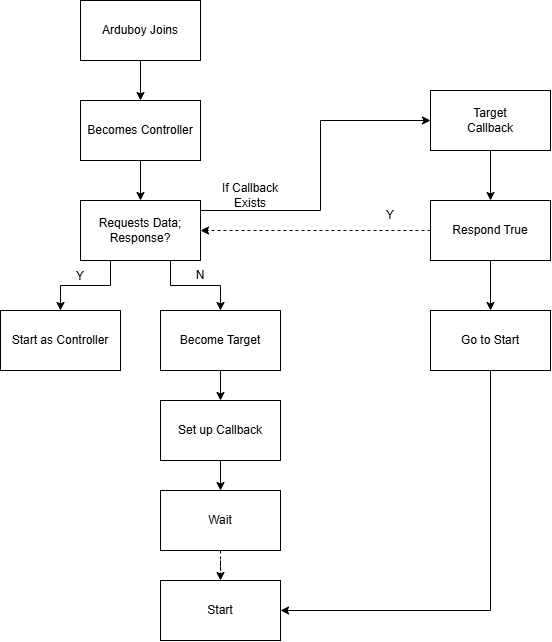 Arduboy Joins
Becomes Controller
Target
Callback
If Callback
Exists
Requests Data;
Response?
Y
Respond True
Y
N
Start as Controller
Become Target
Go to Start
Set up Callback
Wait
Start